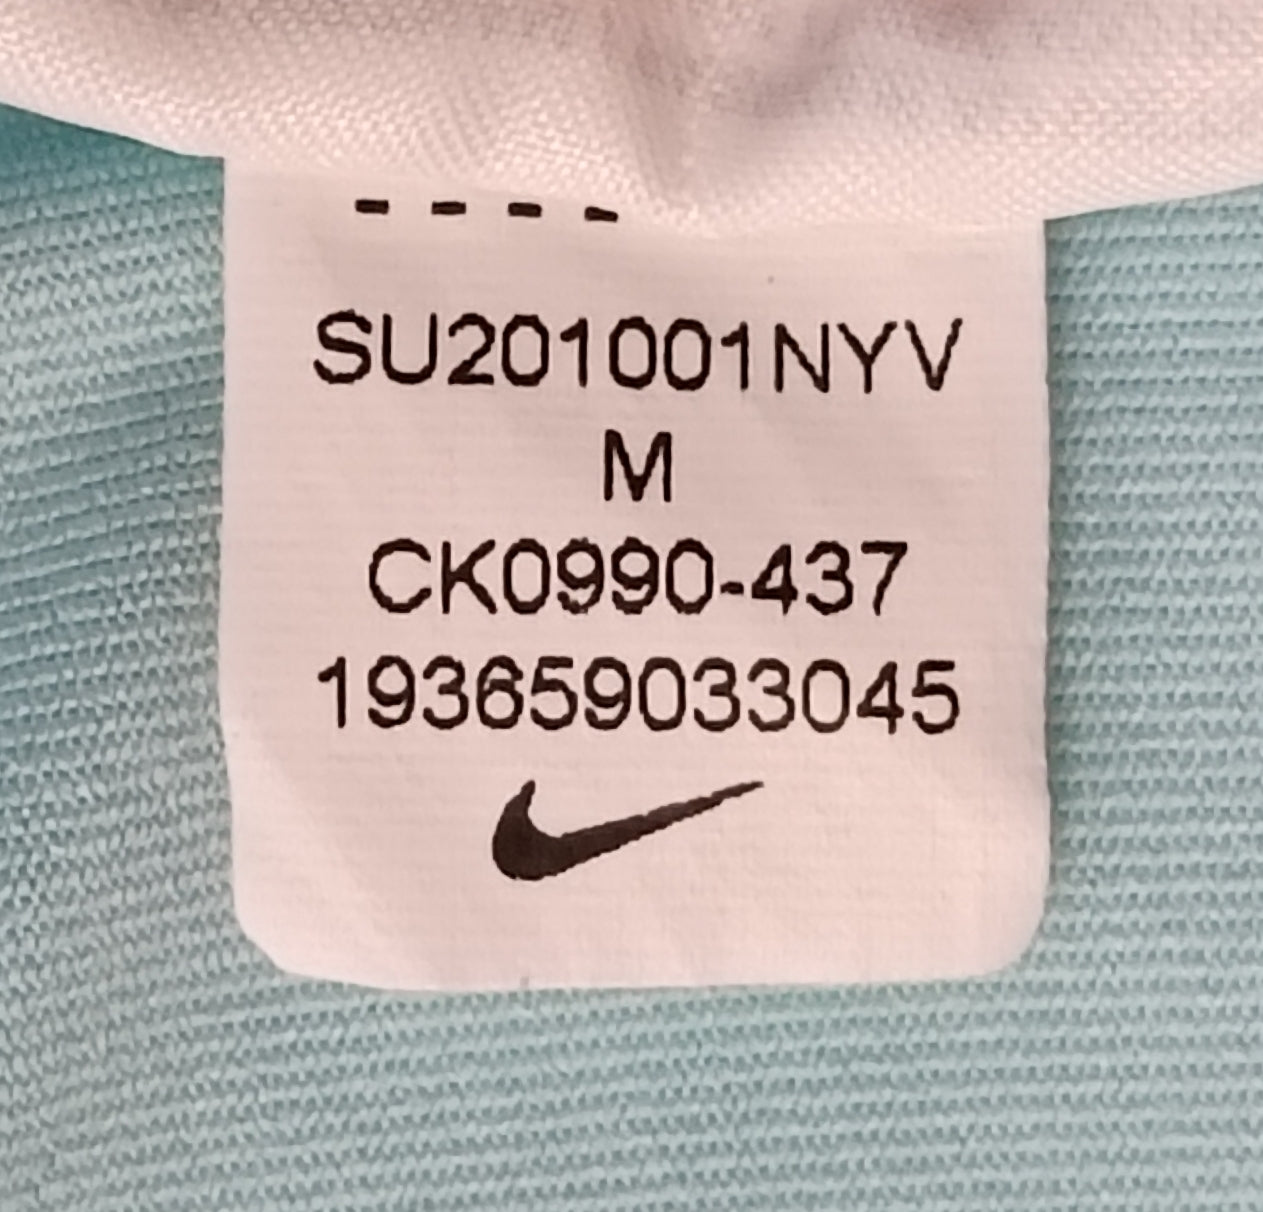 - - - -
SU201001NYV
M
CK0990-437
193659033045